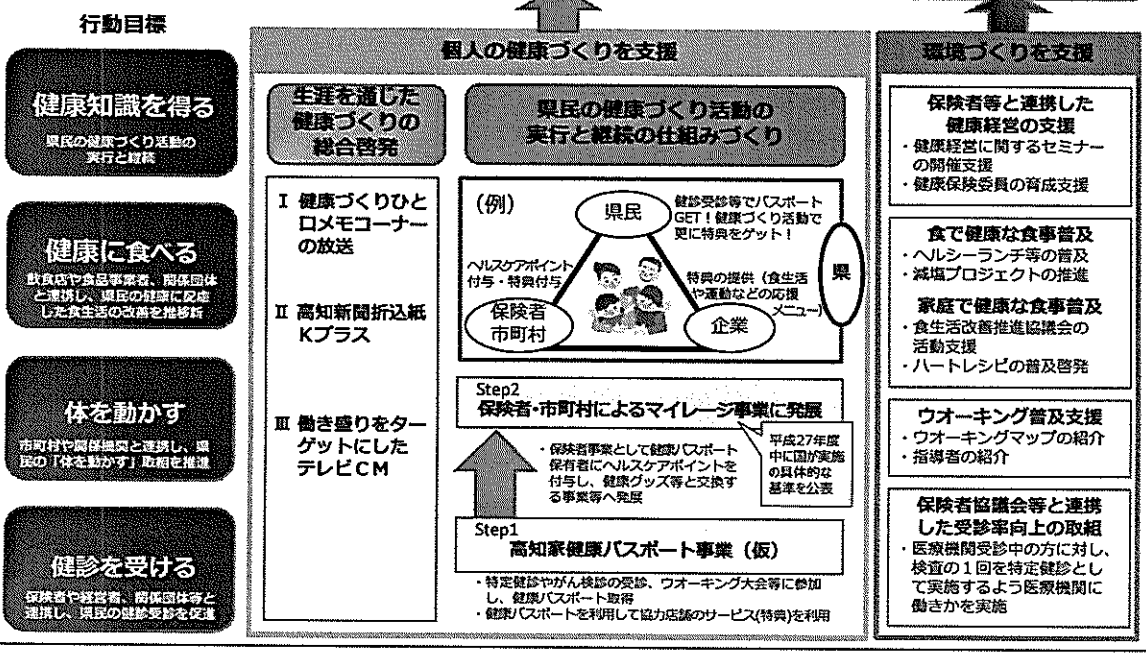 行動目標
健康知識を得る
県民の健康づくり活動の
実行と継続
健康に食べる
飲食店や食品事業者、関係団体
と連携し、県民の健康に配慮
した食生活の改善を推移断
体を動かす
市町村や関係機関と連携し、県
民の「体を動かす」取組を推進
健診を受ける
保険者や経営者、関係団体等と
連携し、県民の健診受診を促進
個人の健康づくりを支援
生涯を通じた
健康づくりの
総合啓発
Ⅰ 健康づくりひと
口メモコーナー
の放送
Ⅱ 高知新聞折込紙
Kプラス
Ⅲ 働き盛りをター
ゲットにした
テレビCM
県民の健康づくり活動の
実行と継続の仕組みづくり
(例)
県民
健診受診等でパスポート
GET！健康づくり活動で
更に特典をゲット！
県
ヘルスケアポイント
付与・特典付与
特典の提供（食生活
や運動などの応援
メニュー)
保険者
市町村
企業
Step2
保険者・市町村によるマイレージ事業に発展
・保険者事業として健康パスポート
保有者にヘルスケアポイントを
付与し、健康グッズ等と交換す
る事業等へ発展
平成27年度
中に国が実施
の具体的な
基準を公表
Step1
高知家健康パスポート事業（仮）
・特定健診やがん検診の受診、ウオーキング大会等に参加
し、健康パスポート取得
・健康パスポートを利用して協力店舗のサービス(特典)を利用
環境づくりを支援
保険者等と連携した
健康経営の支援
・健康経営に関するセミナー
の開催支援
・健康保険委員の育成支援
食で健康な食事普及
・ヘルシーランチ等の普及
・減塩プロジェクトの推進
家庭で健康な食事普及
・食生活改善推進協議会の
活動支援
・ハートレシピの普及啓発
ウオーキング普及支援
・ウオーキングマップの紹介
・指導者の紹介
保険者協議会等と連携
した受診率向上の取組
・医療機関受診中の方に対し、
検査の１回を特定健診とし
て実施するよう医療機関に
働きかを実施